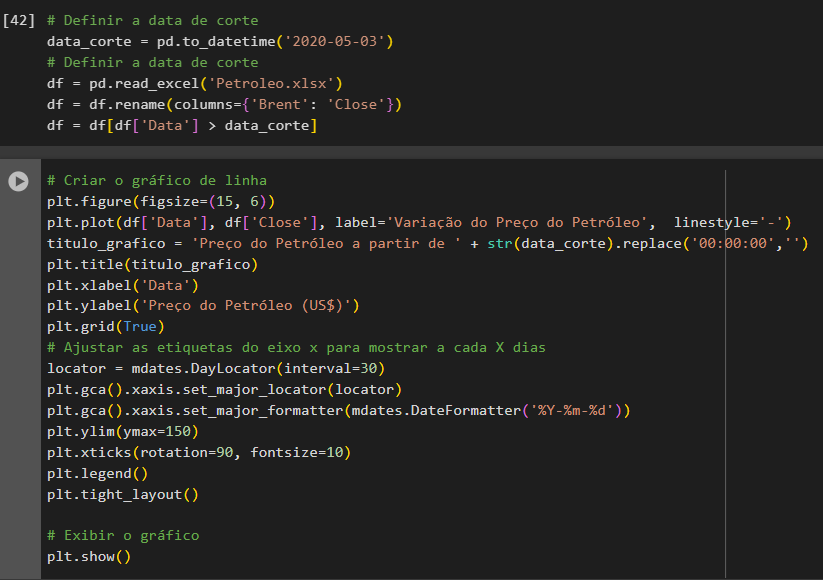 [42] # Definir a data de corte
data_corte = pd.to_datetime('2020-05-03')
# Definir a data de corte
df = pd.read_excel('Petroleo.xlsx')
df = df.rename(columns={'Brent': 'Close'})
df = df[df['Data'] > data_corte]
# Criar o gráfico de linha
plt.figure(figsize=(15, 6))
plt.plot(df['Data'], df['Close'], label='Variação do Preço do Petróleo',  linestyle='-')
titulo_grafico = 'Preço do Petróleo a partir de ' + str(data_corte).replace('00:00:00','')
plt.title(titulo_grafico)
plt.xlabel('Data')
plt.ylabel('Preço do Petróleo (US$)')
plt.grid(True)
# Ajustar as etiquetas do eixo x para mostrar a cada X dias
locator = mdates.DayLocator(interval=30)
plt.gca().xaxis.set_major_locator(locator)
plt.gca().xaxis.set_major_formatter(mdates.DateFormatter('%Y-%m-%d'))
plt.ylim(ymax=150)
plt.xticks(rotation=90, fontsize=10)
plt.legend()
plt.tight_layout()
# Exibir o gráfico
plt.show()